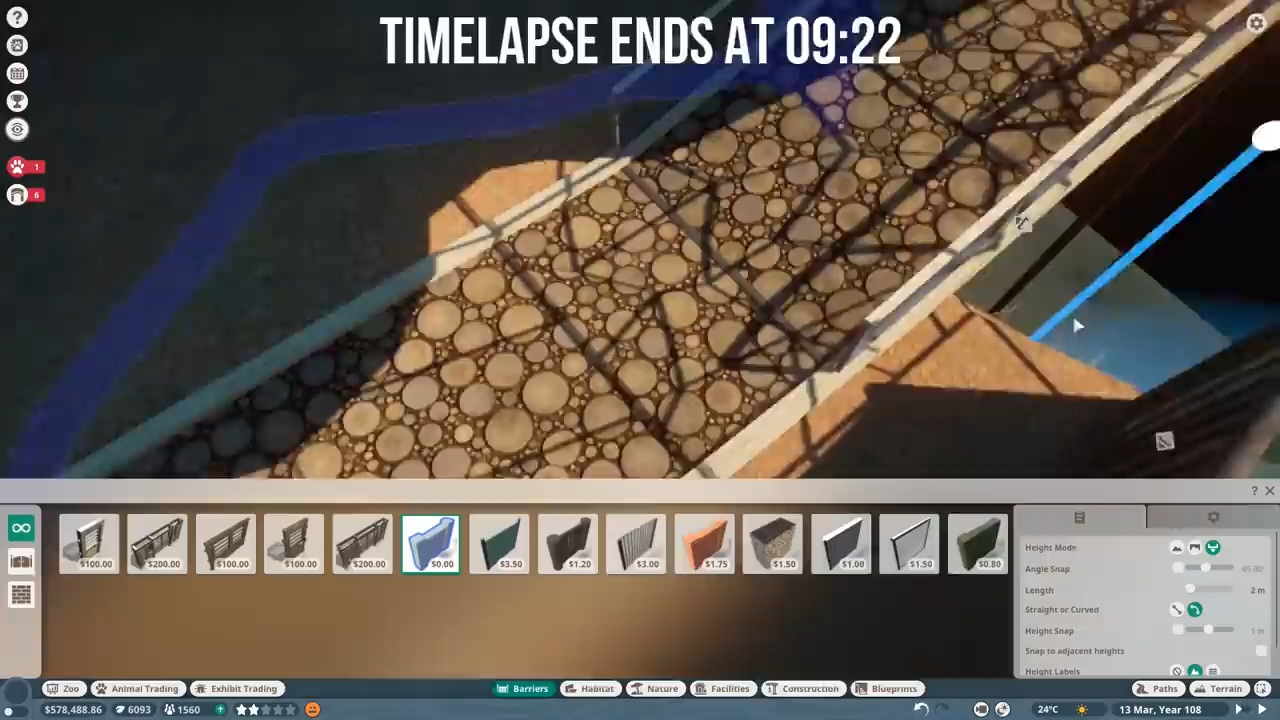 TIMELAPSE ENDS AT 09:22
?
1
6
? ×
$100.00 $200.00 $100.00 $100.00 $200.00 $0.00 $3.50 $1.20 $3.00 $1.75 $1.50 $1.00 $1.50 $0.80
Height Mode
Angle Snap 45.00°
Length 2 m
Straight or Curved
Height Snap 1 m
Snap to adjacent heights
Height Labels
Zoo Animal Trading Exhibit Trading Barriers Habitat Nature Facilities Construction Blueprints Paths Terrain
$578,488.86 6093 1560 24°C 13 Mar, Year 108